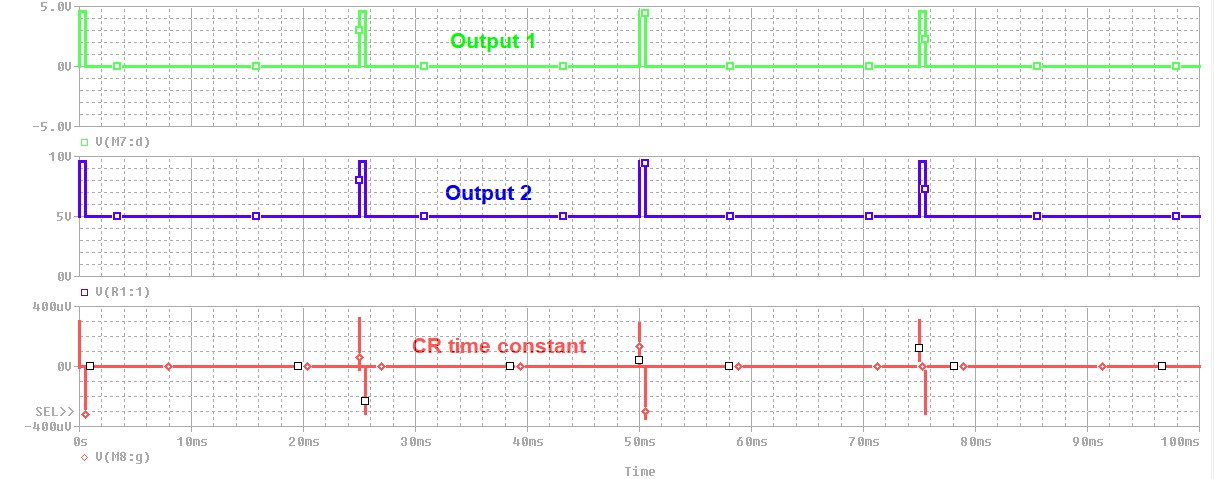 5.0V
Output 1
0V
-5.0V
V(M7:d)
10V
Output 2
5V
0V
V(R1:1)
400uV
CR time constant
0V
SEL>>
-400uV
0s 10ms 20ms 30ms 40ms 50ms 60ms 70ms 80ms 90ms 100ms
V(M8:g)
Time